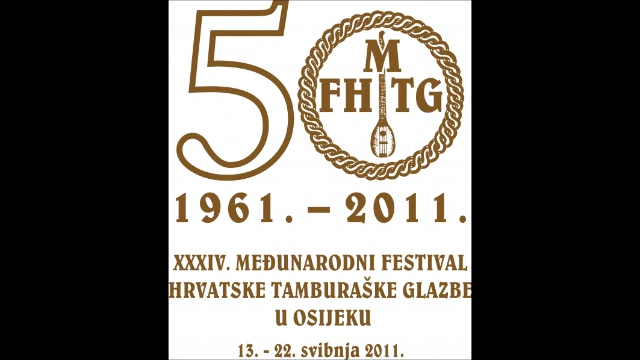 50
M
FH TG
1961. – 2011.
XXXIV. MEĐUNARODNI FESTIVAL
HRVATSKE TAMBURAŠKE GLAZBE
U OSIJEKU
13. - 22. svibnja 2011.